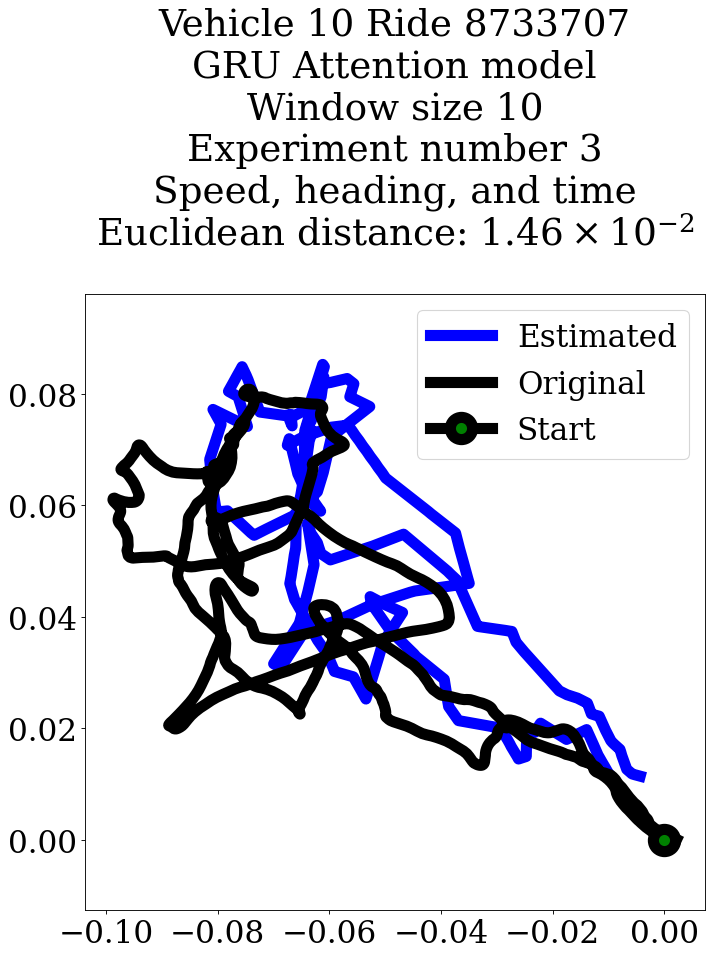 Vehicle 10 Ride 8733707
GRU Attention model
Window size 10
Experiment number 3
Speed, heading, and time
Euclidean distance: 1.46 × 10⁻²
Estimated
Original
Start
0.08
0.06
0.04
0.02
0.00
−0.10 −0.08 −0.06 −0.04 −0.02 0.00